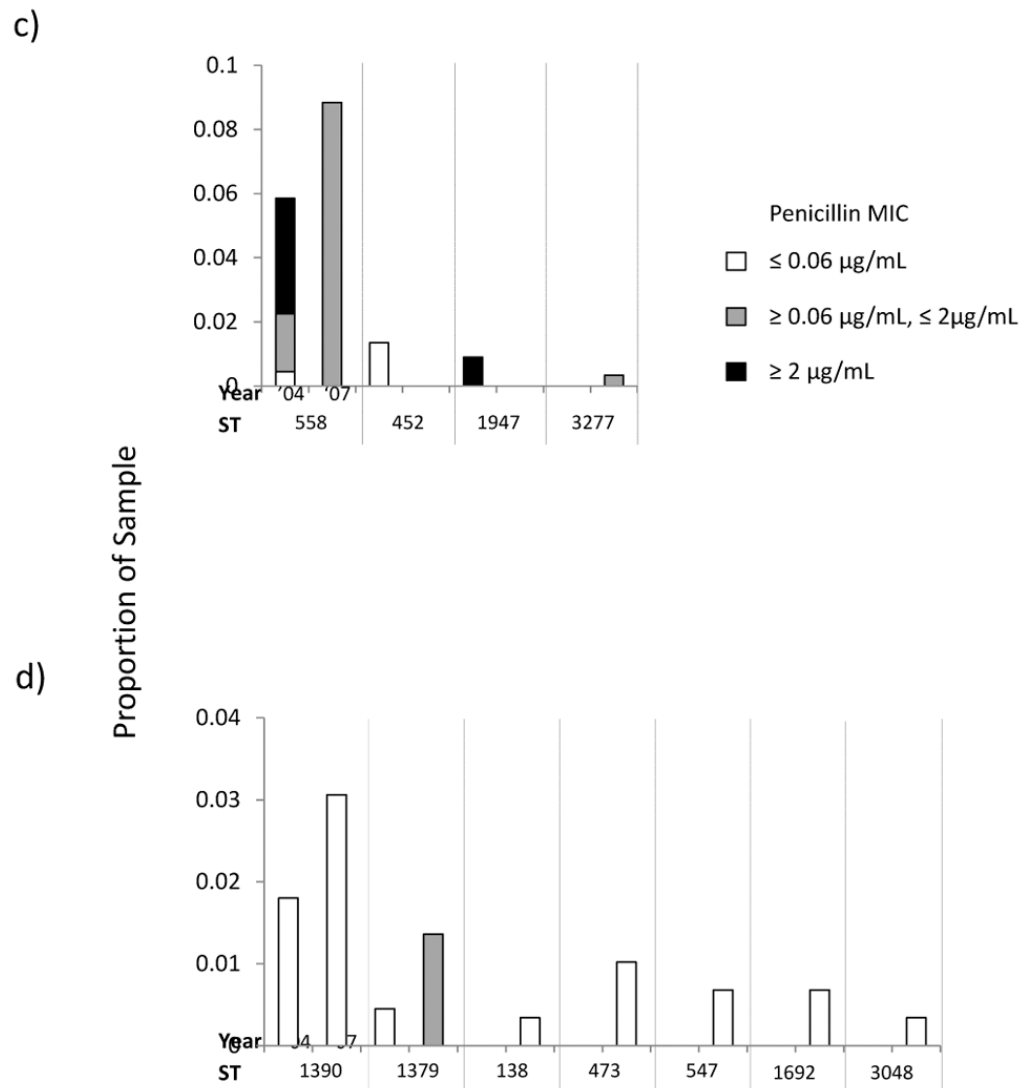 c)
0.1
0.08
0.06
0.04
0.02
0
Year '04 '07
ST 558 452 1947 3277
Penicillin MIC
≤ 0.06 µg/mL
≥ 0.06 µg/mL, ≤ 2µg/mL
≥ 2 µg/mL
Proportion of Sample
d)
0.04
0.03
0.02
0.01
0
Year
ST 1390 1379 138 473 547 1692 3048